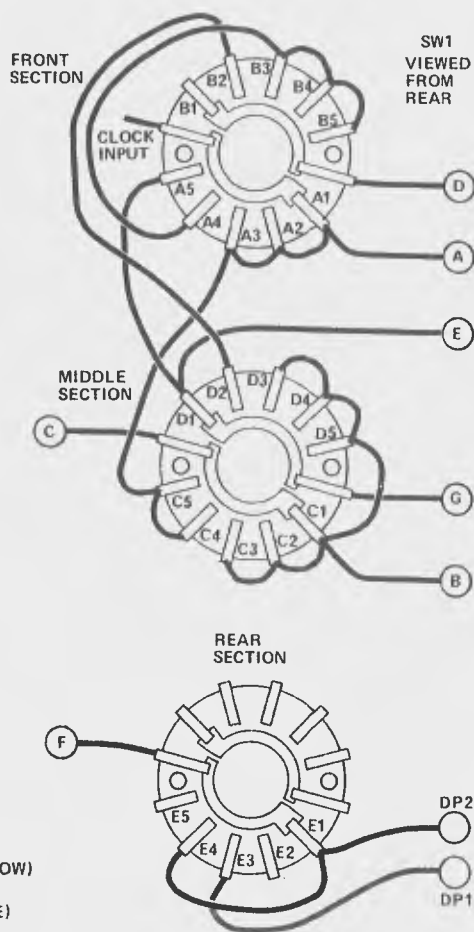 FRONT
SECTION
SW1
VIEWED
FROM
REAR
B1
B2
B3
B4
B5
CLOCK
INPUT
A5
A4
A3
A2
A1
D
A
E
MIDDLE
SECTION
D1
D2
D3
D4
D5
C
C5
C4
C3
C2
C1
G
B
REAR
SECTION
F
E5
E4
E3
E2
E1
DP2
DP1
OW)
E)